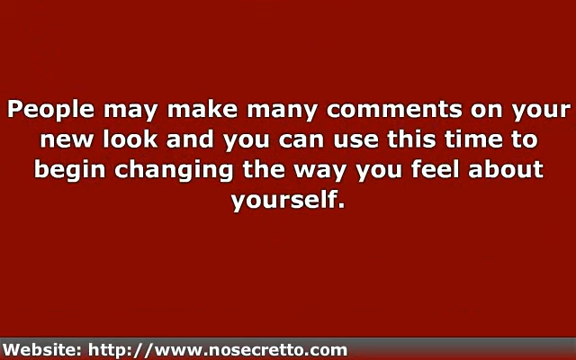 People may make many comments on your
new look and you can use this time to
begin changing the way you feel about
yourself.
Website: http://www.nosecretto.com